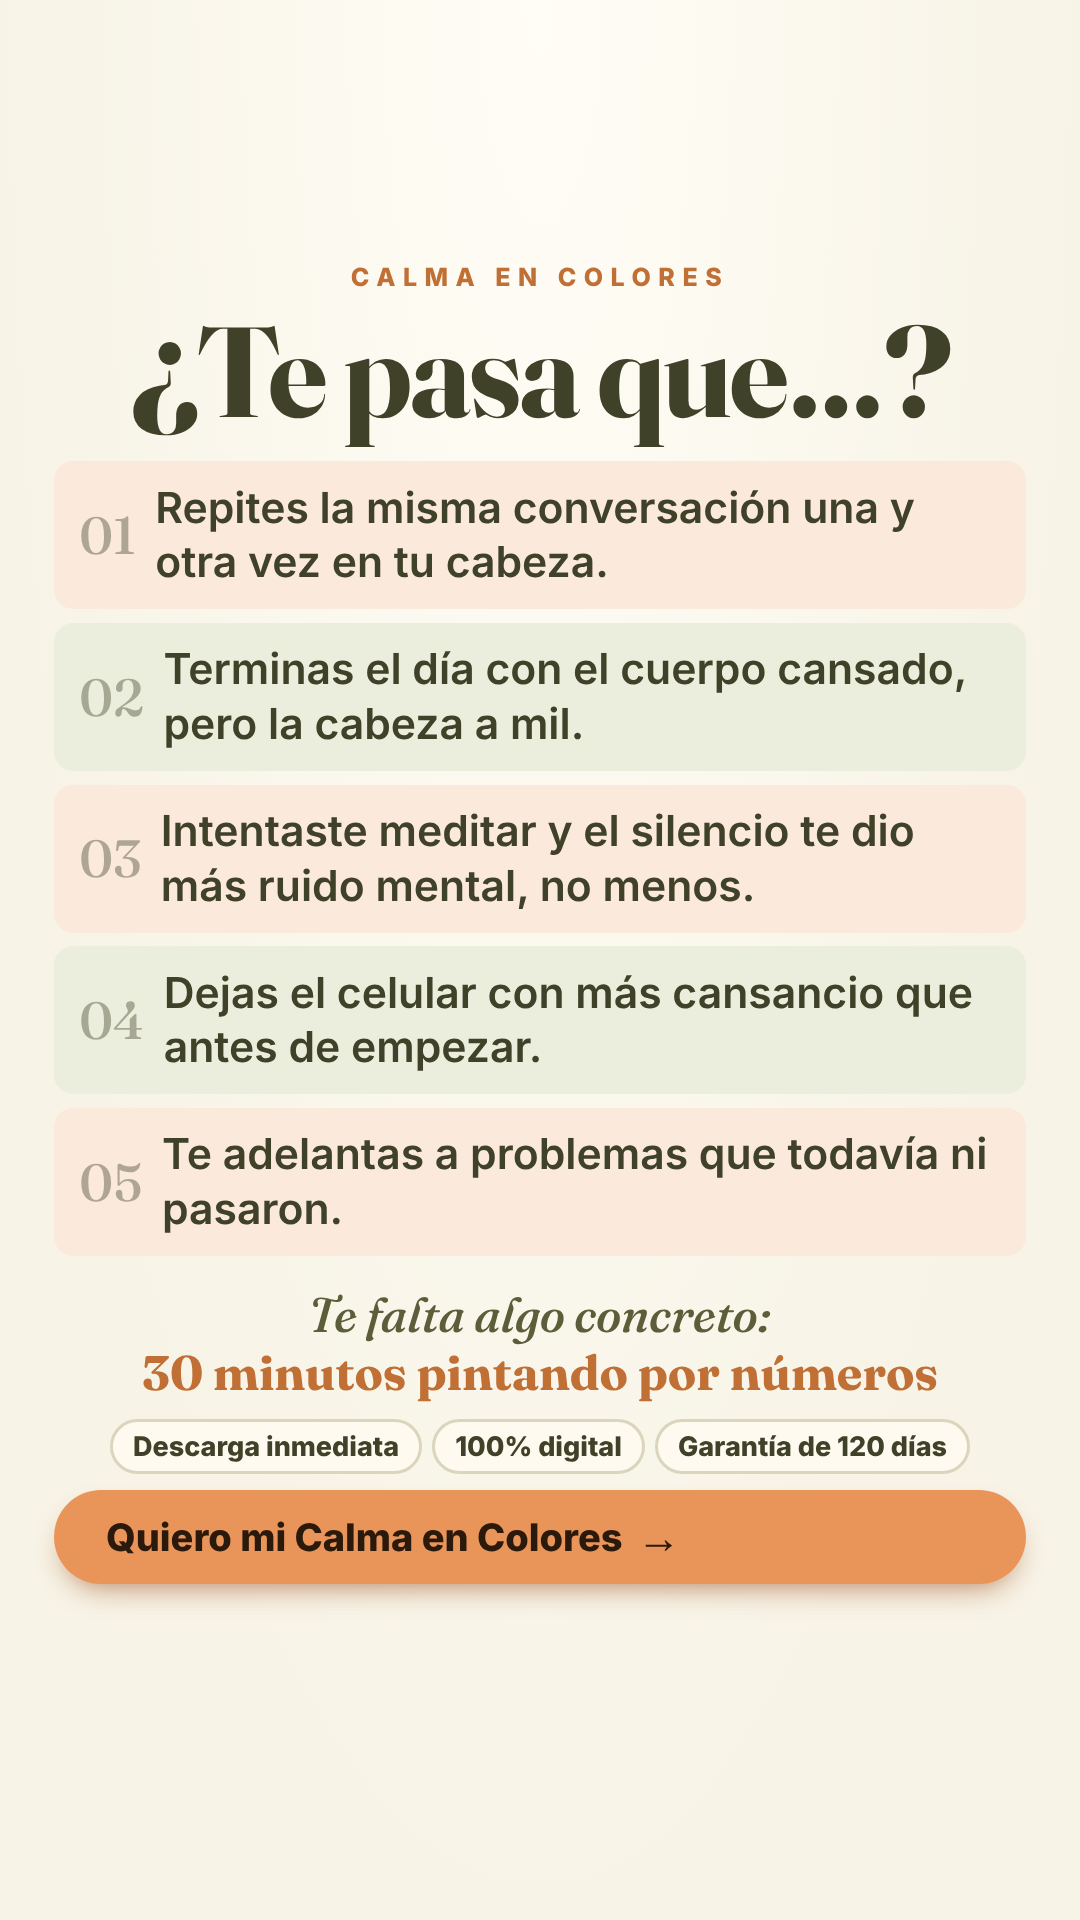 CALMA EN COLORES
¿Te pasa que...?
01 Repites la misma conversación una y
otra vez en tu cabeza.
02 Terminas el día con el cuerpo cansado,
pero la cabeza a mil.
03 Intentaste meditar y el silencio te dio
más ruido mental, no menos.
04 Dejas el celular con más cansancio que
antes de empezar.
05 Te adelantas a problemas que todavía ni
pasaron.
Te falta algo concreto:
30 minutos pintando por números
Descarga inmediata 100% digital Garantía de 120 días
Quiero mi Calma en Colores →